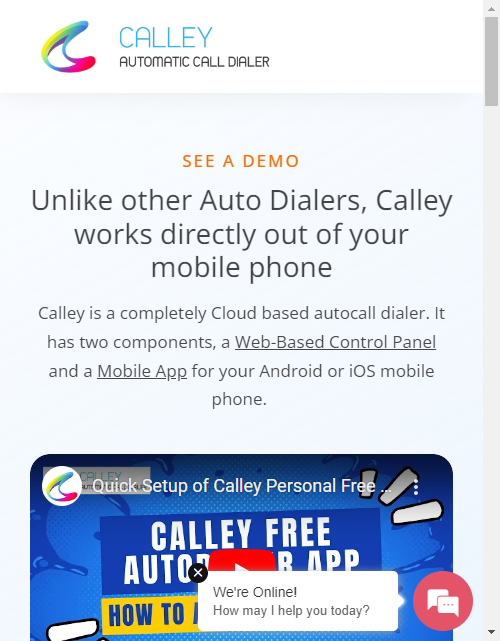 CALLEY
AUTOMATIC CALL DIALER
SEE A DEMO
Unlike other Auto Dialers, Calley
works directly out of your
mobile phone
Calley is a completely Cloud based autocall dialer. It
has two components, a Web-Based Control Panel
and a Mobile App for your Android or iOS mobile
phone.
CALLEY
Quick Setup of Calley Personal Free ...
CALLEY FREE
APP
HOW TO
We're Online!
How may I help you today?